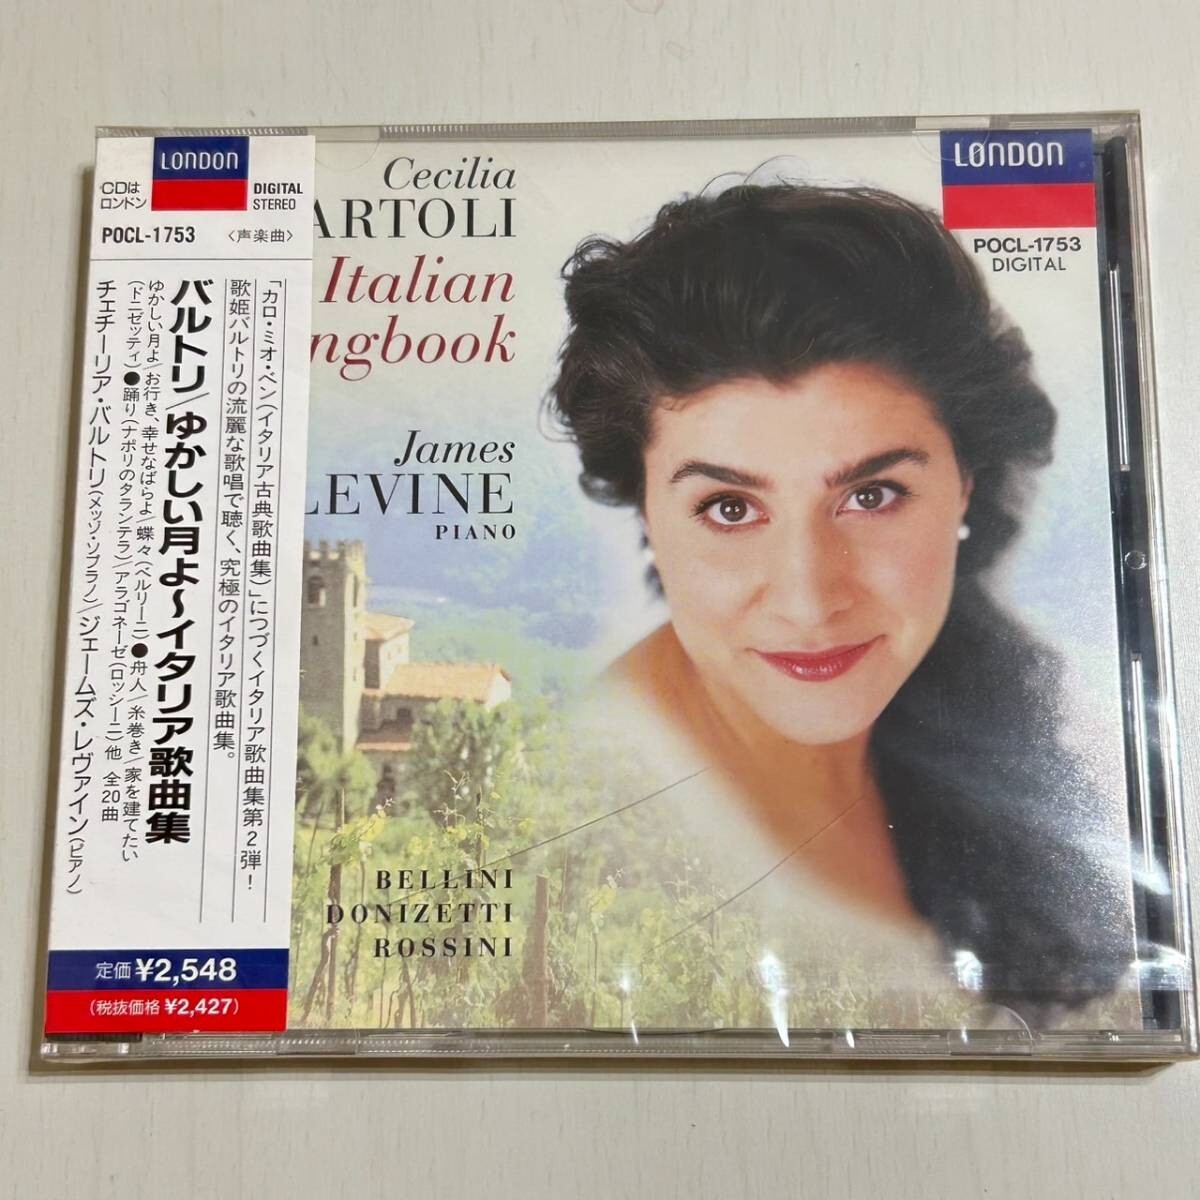 CDは
ロンドン
LONDON
DIGITAL
STEREO
POCL-1753
〈声楽曲〉
「カロ・ミオ・ベン(イタリア古典歌曲集)」につづくイタリア歌曲集第2弾!
歌姫バルトリの流麗な歌唱で聴く、究極のイタリア歌曲集。
バルトリ/ゆかしい月よ〜イタリア歌曲集
ゆかしい月よ/お行き、幸せなばらよ/蝶々(ベルリーニ)●舟人/糸巻き/家を建てたい
(ドニゼッティ)●踊り(ナポリのタランテラ)/アラゴネーゼ(ロッシーニ)他 全20曲
チェチーリア・バルトリ(メッゾ・ソプラノ)/ジェームズ・レヴァイン(ピアノ)
定価¥2,548
(税抜価格 ¥2,427)
Cecilia
ARTOLI
Italian
ngbook
James
LEVINE
PIANO
BELLINI
DONIZETTI
ROSSINI
LONDON
POCL-1753
DIGITAL